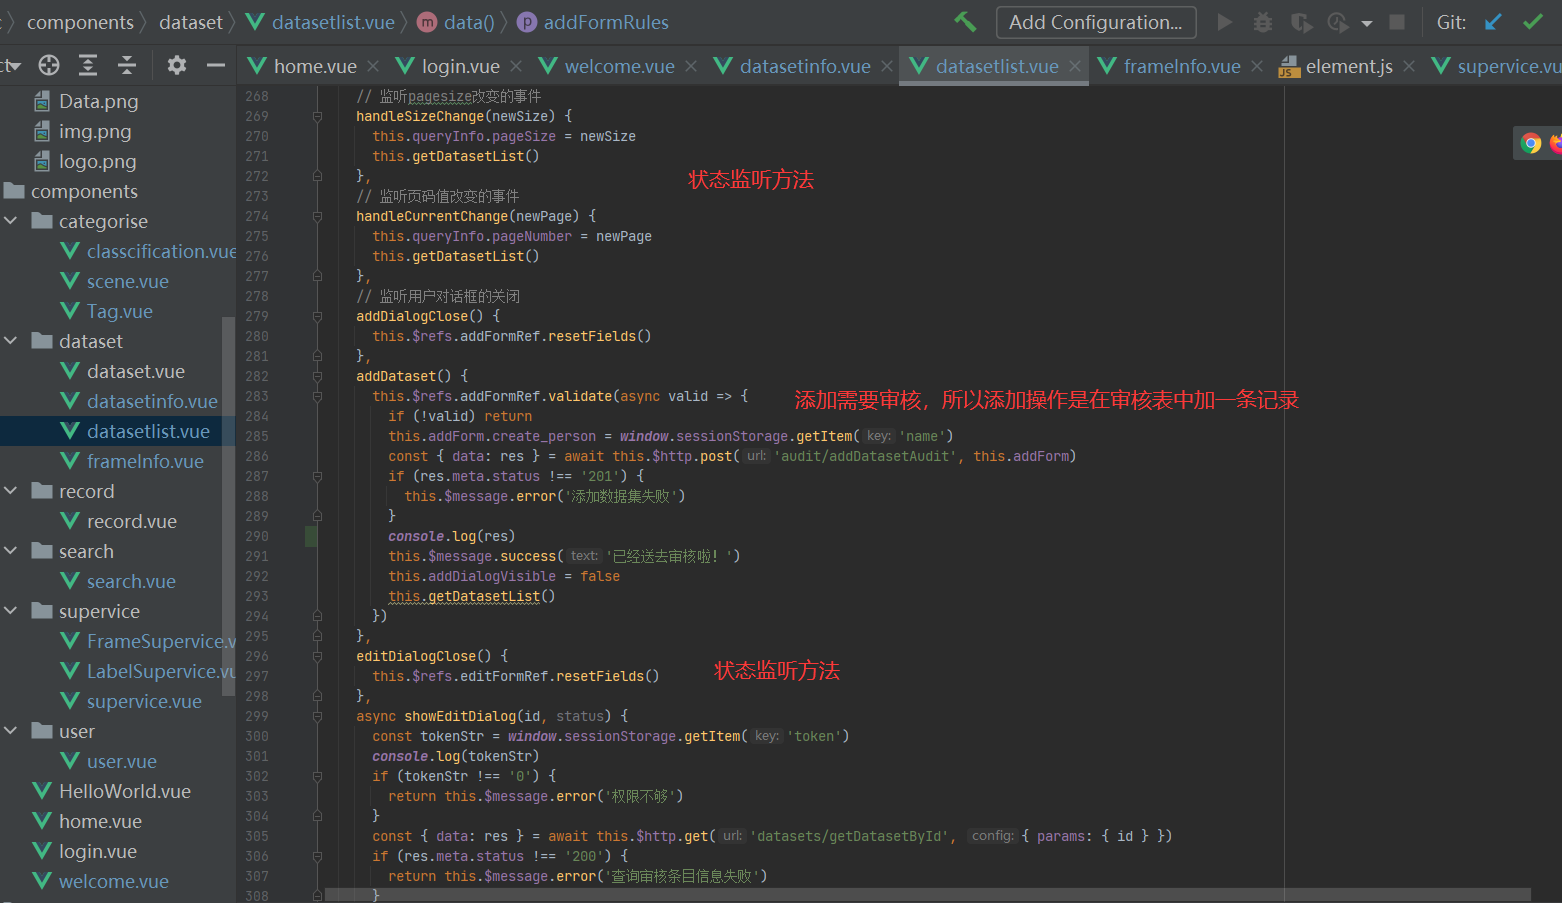 components dataset datasetlist.vue m data() p addFormRules Add Configuration... Git:
home.vue login.vue welcome.vue datasetinfo.vue datasetlist.vue frameInfo.vue element.js supervice.vu
Data.png
img.png
logo.png
components
categorise
classcification.vue
scene.vue
Tag.vue
dataset
dataset.vue
datasetinfo.vue
datasetlist.vue
frameInfo.vue
record
record.vue
search
search.vue
supervice
FrameSupervice.v
LabelSupervice.vu
supervice.vue
user
user.vue
HelloWorld.vue
home.vue
login.vue
welcome.vue
268 // 监听pagesize改变的事件
269 handleSizeChange(newSize) {
270 this.queryInfo.pageSize = newSize
271 this.getDatasetList()
272 },
状态监听方法
273 // 监听页码值改变的事件
274 handleCurrentChange(newPage) {
275 this.queryInfo.pageNumber = newPage
276 this.getDatasetList()
277 },
278 // 监听用户对话框的关闭
279 addDialogClose() {
280 this.$refs.addFormRef.resetFields()
281 },
282 addDataset() {
283 this.$refs.addFormRef.validate(async valid => {
添加需要审核，所以添加操作是在审核表中加一条记录
284 if (!valid) return
285 this.addForm.create_person = window.sessionStorage.getItem( key: 'name')
286 const { data: res } = await this.$http.post( url: 'audit/addDatasetAudit', this.addForm)
287 if (res.meta.status !== '201') {
288 this.$message.error('添加数据集失败')
289 }
290 console.log(res)
291 this.$message.success( text: '已经送去审核啦！')
292 this.addDialogVisible = false
293 this.getDatasetList()
294 })
295 },
296 editDialogClose() {
297 this.$refs.editFormRef.resetFields()
状态监听方法
298 },
299 async showEditDialog(id, status) {
300 const tokenStr = window.sessionStorage.getItem( key: 'token')
301 console.log(tokenStr)
302 if (tokenStr !== '0') {
303 return this.$message.error('权限不够')
304 }
305 const { data: res } = await this.$http.get( url: 'datasets/getDatasetById', config: { params: { id } })
306 if (res.meta.status !== '200') {
307 return this.$message.error('查询审核条目信息失败')
308 }